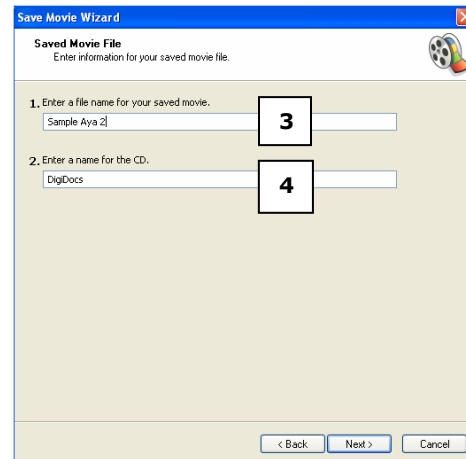 Save Movie Wizard
Saved Movie File
Enter information for your saved movie file.
1. Enter a file name for your saved movie.
Sample Aya 2
3
2. Enter a name for the CD.
DigiDocs
4
< Back Next > Cancel